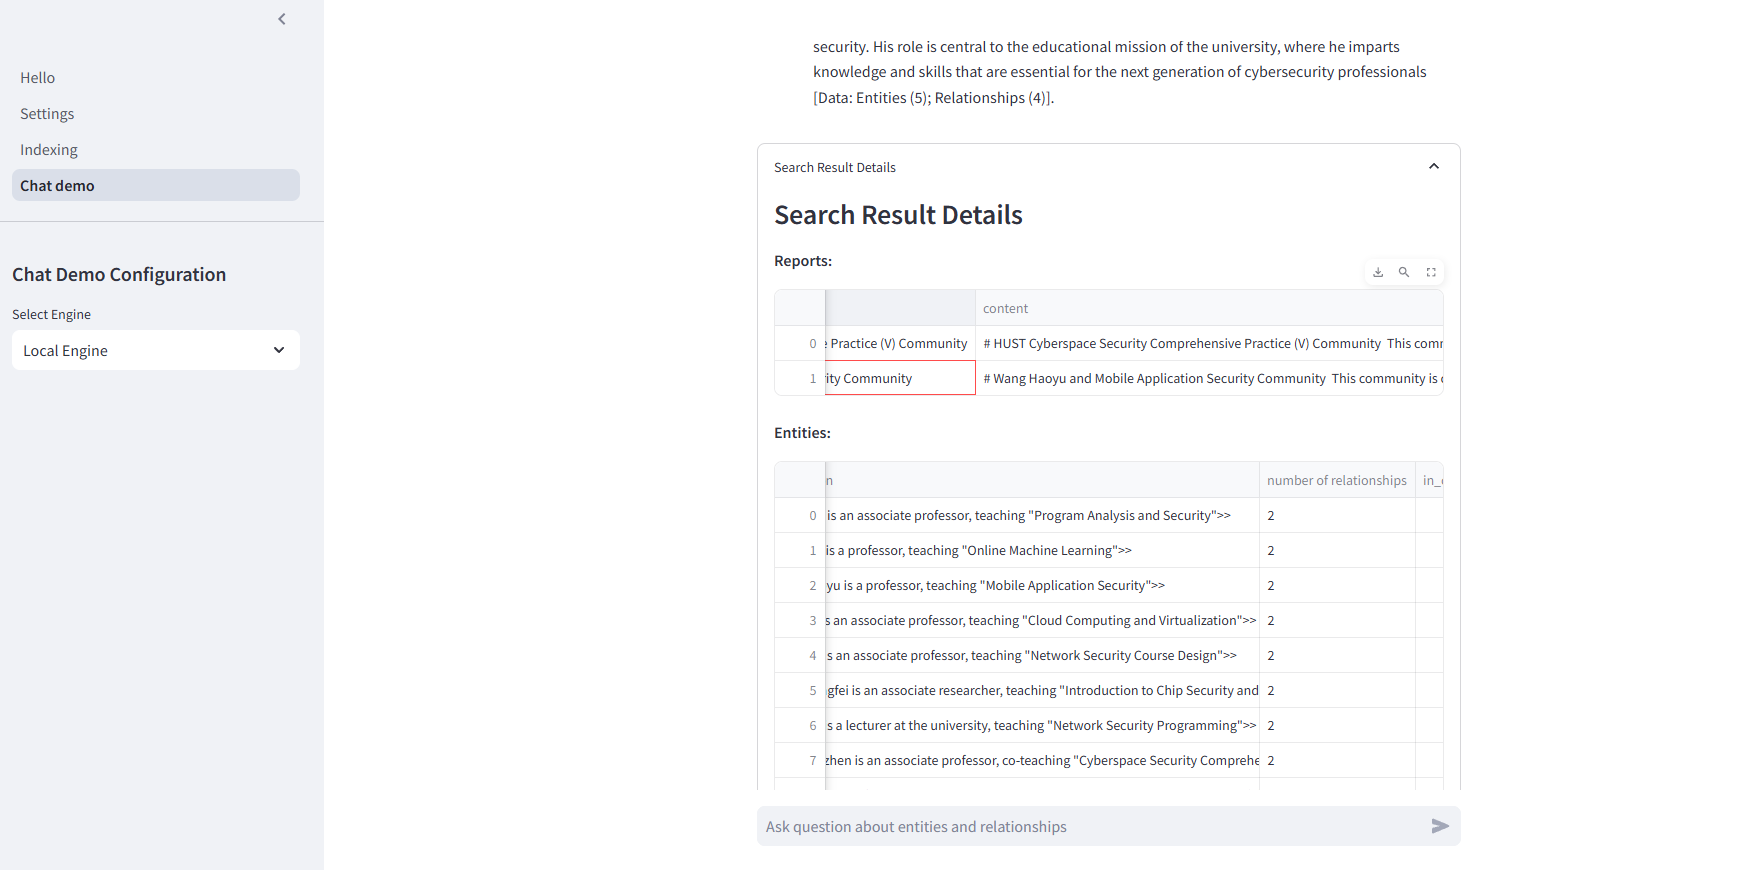 Hello
Settings
Indexing
Chat demo
Chat Demo Configuration
Select Engine
Local Engine
security. His role is central to the educational mission of the university, where he imparts
knowledge and skills that are essential for the next generation of cybersecurity professionals
[Data: Entities (5); Relationships (4)].
Search Result Details
Search Result Details
Reports:
content
0 Practice (V) Community # HUST Cyberspace Security Comprehensive Practice (V) Community This
1 Community # Wang Haoyu and Mobile Application Security Community This community is
Entities:
number of relationships
0 is an associate professor, teaching "Program Analysis and Security">> 2
1 is a professor, teaching "Online Machine Learning">> 2
2 yu is a professor, teaching "Mobile Application Security">> 2
3 s an associate professor, teaching "Cloud Computing and Virtualization">> 2
4 s an associate professor, teaching "Network Security Course Design">> 2
5 gfei is an associate researcher, teaching "Introduction to Chip Security and 2
6 s a lecturer at the university, teaching "Network Security Programming">> 2
7 zhen is an associate professor, co-teaching "Cyberspace Security Comprehe 2
Ask question about entities and relationships